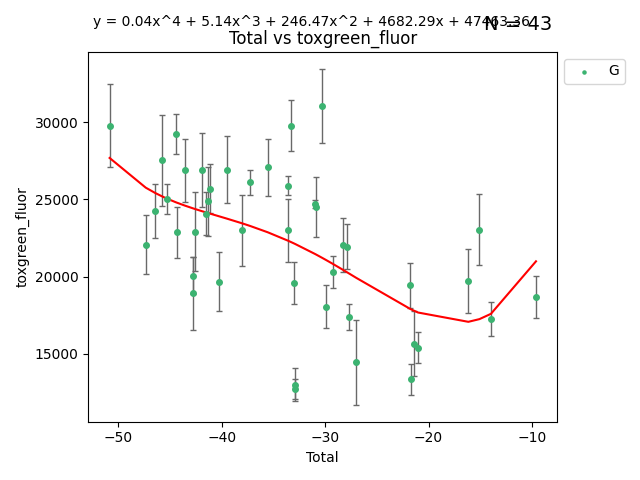 y = 0.04x^4 + 5.14x^3 + 246.47x^2 + 4682.29x + 47463.36
N = 43
Total vs toxgreen_fluor
G
30000
25000
20000
15000
toxgreen_fluor
−50 −40 −30 −20 −10
Total